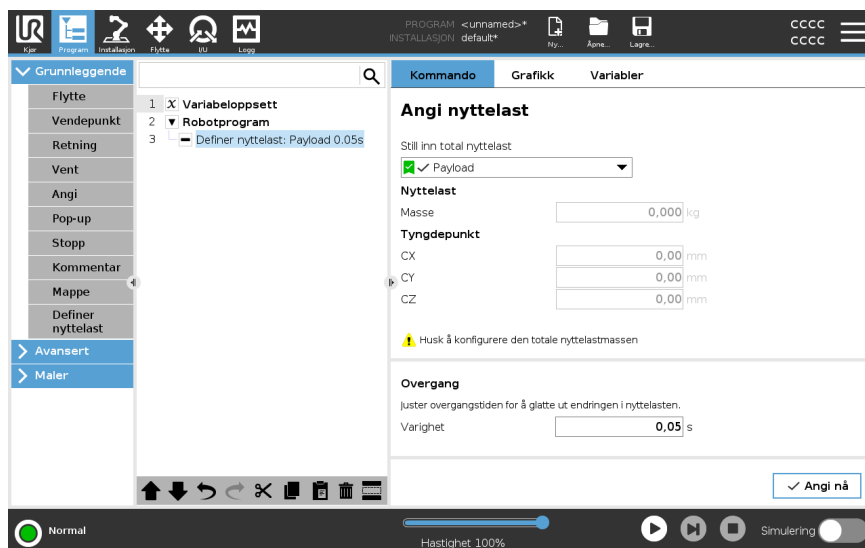 PROGRAM <unnamed>*
INSTALLASJON default*
UR
Kjør
Program
Installasjon
Flytte
I/U
Logg
Ny...
Åpne...
Lagre...
CCCC
CCCC
Grunnleggende
Flytte
Vendepunkt
Retning
Vent
Angi
Pop-up
Stopp
Kommentar
Mappe
Definer
nyttelast
Avansert
Maler
1 X Variabeloppsett
2 Robotprogram
3 Definer nyttelast: Payload 0.05s
Kommando Grafikk Variabler
Angi nyttelast
Still inn total nyttelast
Payload
Nyttelast
Masse 0,000 kg
Tyngdepunkt
CX 0,00 mm
CY 0,00 mm
CZ 0,00 mm
Husk å konfigurere den totale nyttelastmassen
Overgang
Juster overgangstiden for å glatte ut endringen i nyttelasten.
Varighet 0,05 s
Angi nå
Normal
Hastighet 100%
Simulering